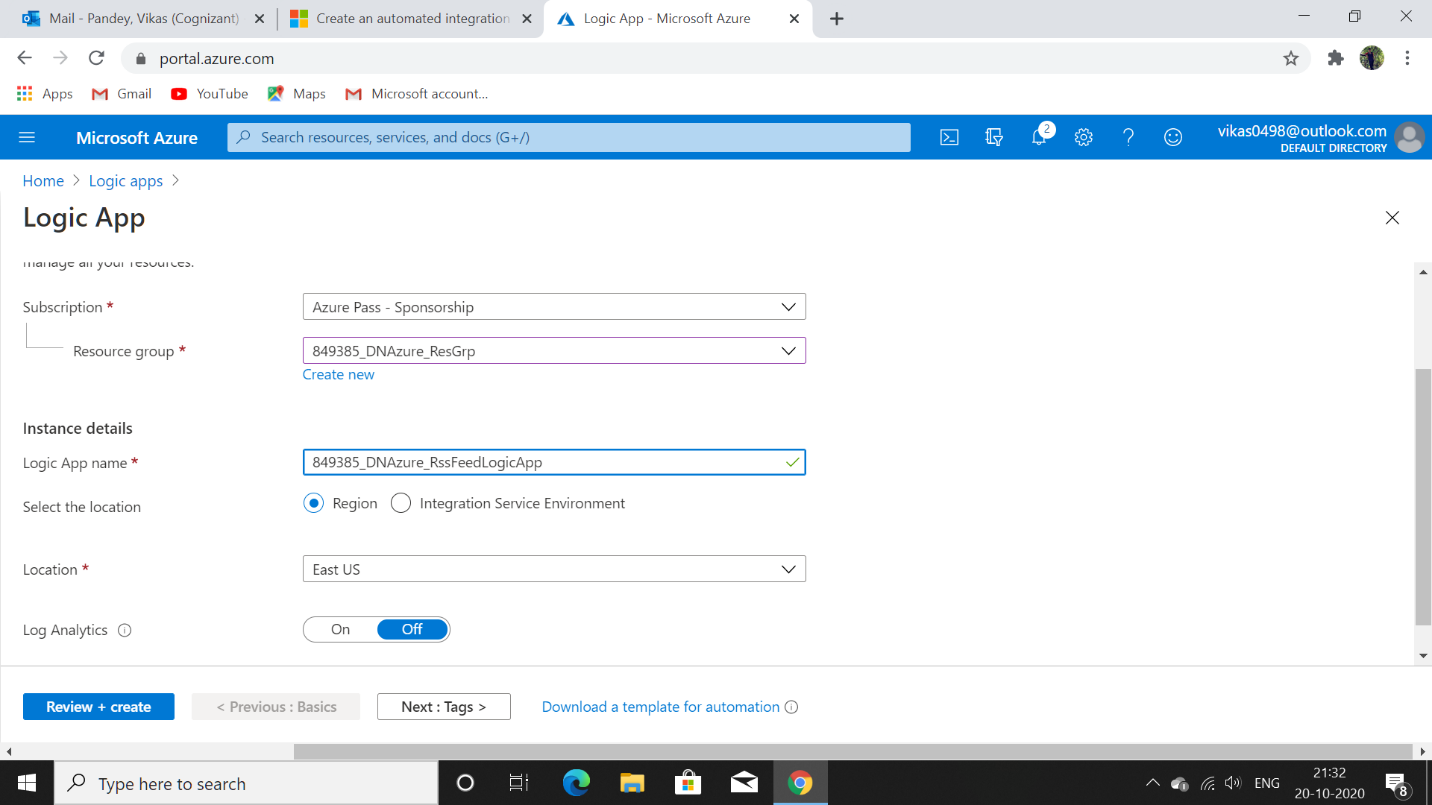 Mail - Pandey, Vikas (Cognizant)
Create an automated integration
Logic App - Microsoft Azure
portal.azure.com
Apps
Gmail
YouTube
Maps
Microsoft account...
Microsoft Azure
Search resources, services, and docs (G+/)
2
vikas0498@outlook.com
DEFAULT DIRECTORY
Home > Logic apps >
Logic App
manage all your resources.
Subscription *
Azure Pass - Sponsorship
Resource group *
849385_DNAzure_ResGrp
Create new
Instance details
Logic App name *
849385_DNAzure_RssFeedLogicApp
Select the location
Region
Integration Service Environment
Location *
East US
Log Analytics
On
Off
Review + create
< Previous : Basics
Next : Tags >
Download a template for automation
Type here to search
ENG
21:32
20-10-2020
8